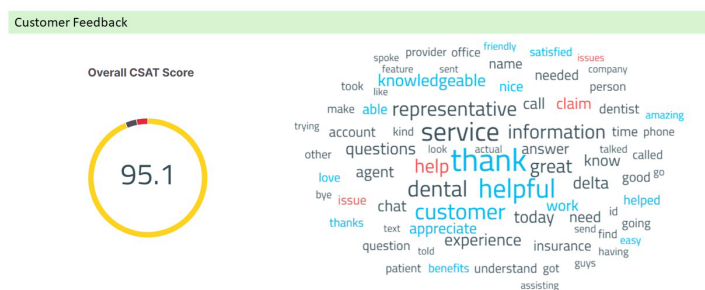 Customer Feedback
Overall CSAT Score
95.1
spoke provider office friendly satisfied issues
feature sent name needed company
took like knowledgeable nice person
make able representative call claim dentist amazing
trying account kind service information time phone
other questions look actual answer talked called
help thank great know good go
love agent dental helpful delta
bye issue chat customer work helped
thanks text appreciate today need id going
question told experience insurance send find easy
having
patient benefits understand got guys
assisting